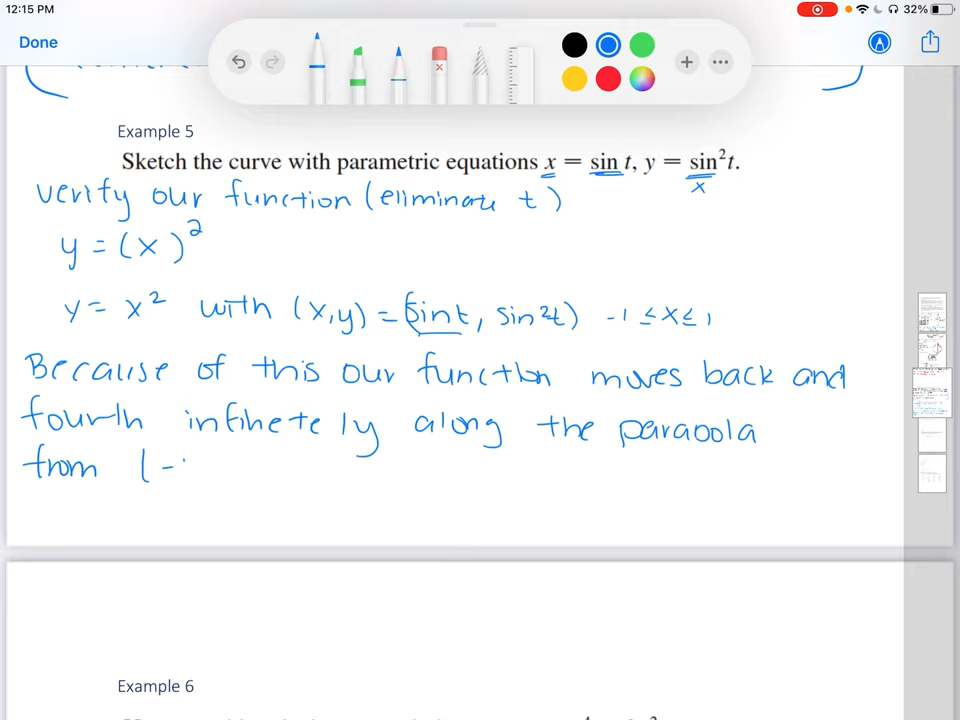 12:15 PM
32%
Done
Example 5
Sketch the curve with parametric equations x = sin t, y = sin²t.
x
verify our function (eliminate t)
y = (x)²
y = x² with (x,y) = (sint, sin²t) -1 ≤ x ≤ 1
Because of this our function moves back and
fourth infinetely along the parabola
from (-
Example 6